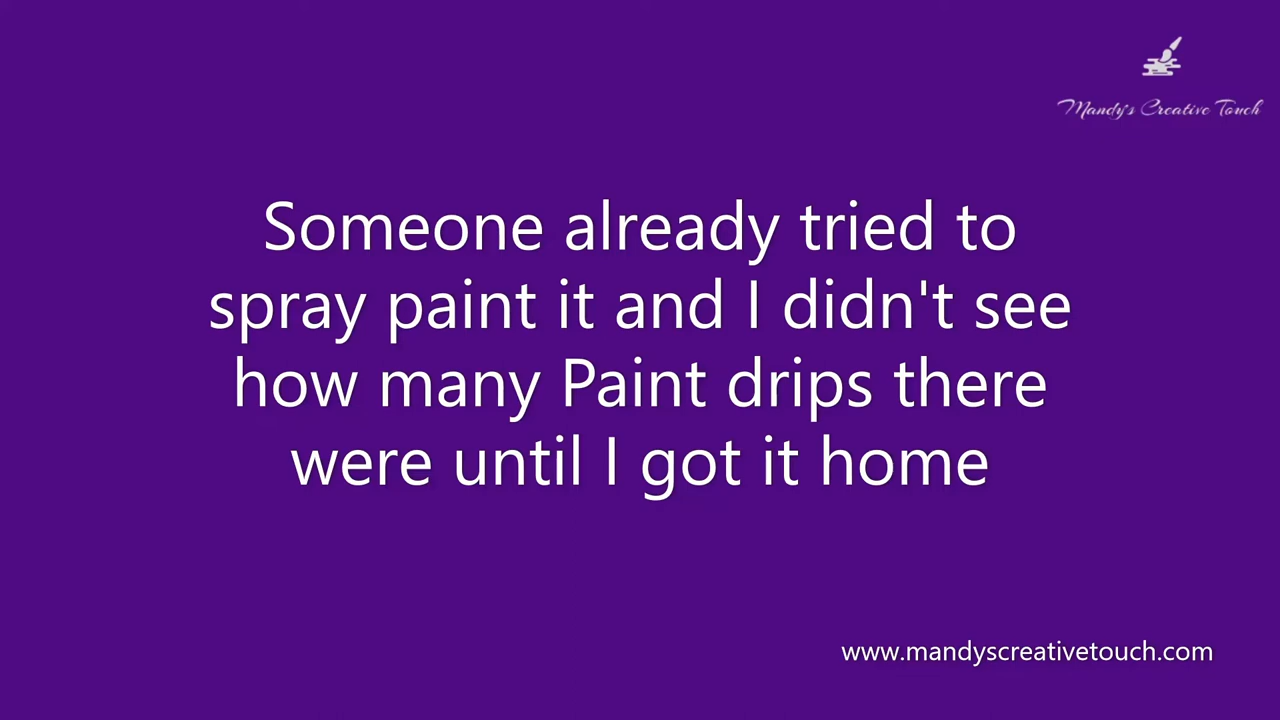 Mandy's Creative Touch
Someone already tried to
spray paint it and I didn't see
how many Paint drips there
were until I got it home
www.mandyscreativetouch.com